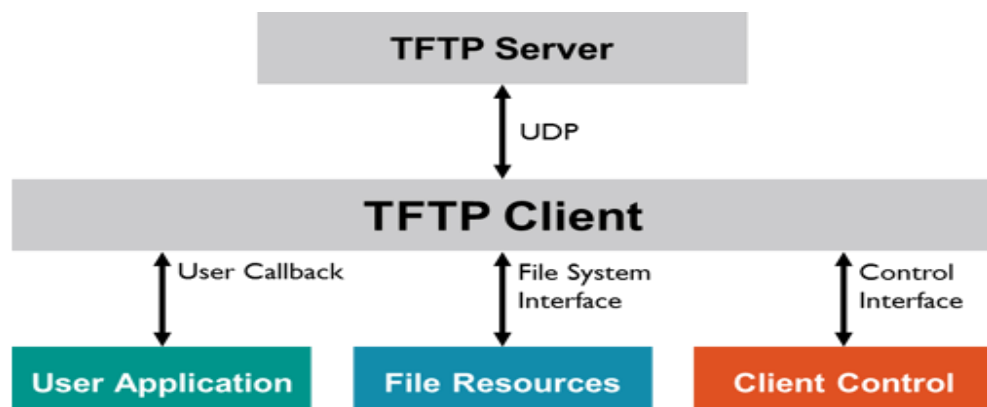 TFTP Server
UDP
TFTP Client
User Callback
File System
Interface
Control
Interface
User Application
File Resources
Client Control